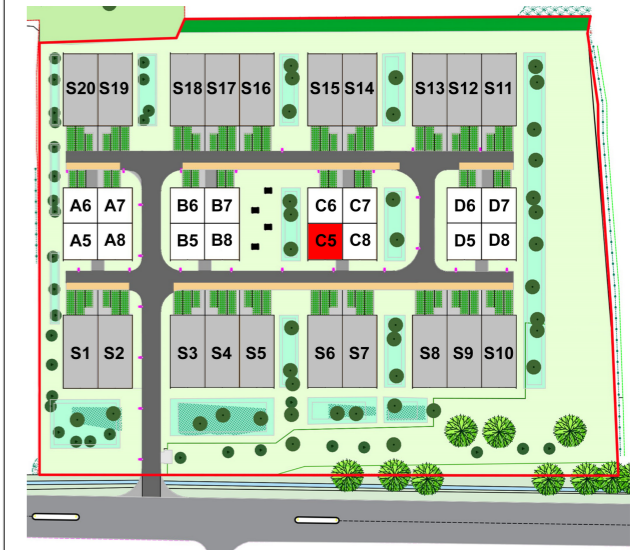 S20 S19 S18 S17 S16 S15 S14 S13 S12 S11
A6 A7 B6 B7 C6 C7 D6 D7
A5 A8 B5 B8 C5 C8 D5 D8
S1 S2 S3 S4 S5 S6 S7 S8 S9 S10